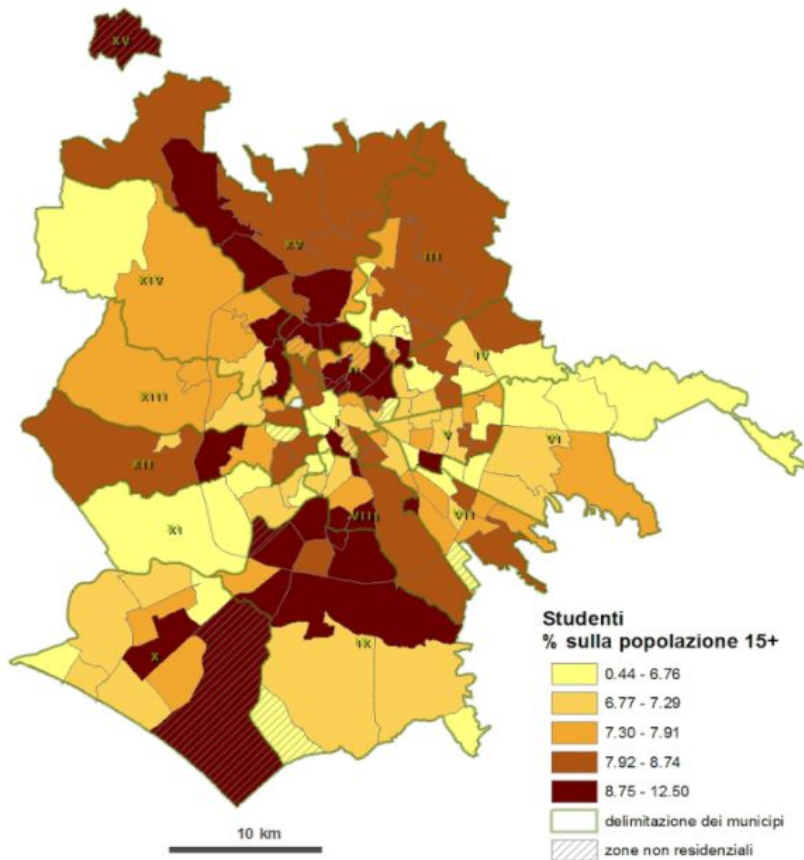 XV
XV
III
XIV
IV
II
XIII
I
V
VI
XII
VIII
VII
XI
IX
X
Studenti
% sulla popolazione 15+
0.44 - 6.76
6.77 - 7.29
7.30 - 7.91
7.92 - 8.74
8.75 - 12.50
delimitazione dei municipi
zone non residenziali
10 km